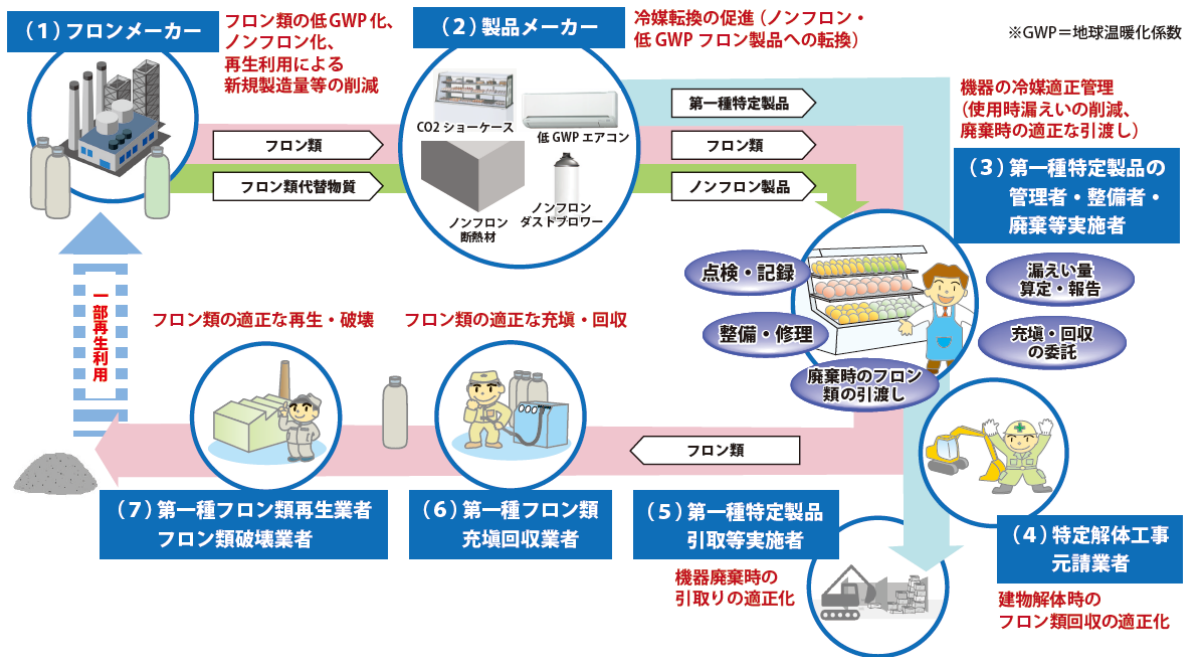 (1)フロンメーカー
フロン類の低GWP化、
ノンフロン化、
再生利用による
新規製造量等の削減
(2)製品メーカー
冷媒転換の促進(ノンフロン・
低GWPフロン製品への転換)
※GWP=地球温暖化係数
CO2ショーケース
低GWPエアコン
ノンフロン
断熱材
ノンフロン
ダストブロワー
フロン類
フロン類代替物質
第一種特定製品
フロン類
ノンフロン製品
機器の冷媒適正管理
(使用時漏えいの削減、
廃棄時の適正な引渡し)
(3)第一種特定製品の
管理者・整備者・
廃棄等実施者
点検・記録
整備・修理
廃棄時のフロン
類の引渡し
漏えい量
算定・報告
充塡・回収
の委託
一部再生利用
フロン類の適正な再生・破壊
フロン類の適正な充塡・回収
フロン類
(7)第一種フロン類再生業者
フロン類破壊業者
(6)第一種フロン類
充塡回収業者
(5)第一種特定製品
引取等実施者
機器廃棄時の
引取りの適正化
(4)特定解体工事
元請業者
建物解体時の
フロン類回収の適正化